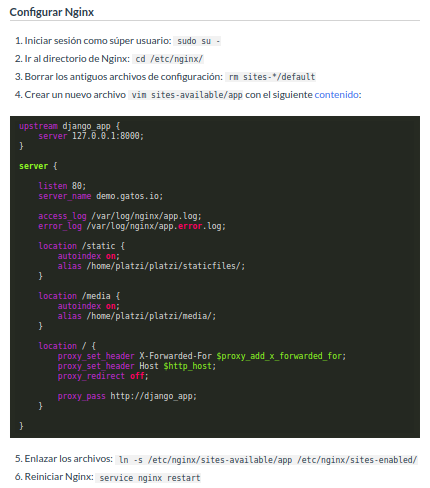 Configurar Nginx
1. Iniciar sesión como súper usuario: sudo su -
2. Ir al directorio de Nginx: cd /etc/nginx/
3. Borrar los antiguos archivos de configuración: rm sites-*/default
4. Crear un nuevo archivo vim sites-available/app con el siguiente contenido:
upstream django_app {
    server 127.0.0.1:8000;
}
server {
    listen 80;
    server_name demo.gatos.io;
    access_log /var/log/nginx/app.log;
    error_log /var/log/nginx/app.error.log;
    location /static {
        autoindex on;
        alias /home/platzi/platzi/staticfiles/;
    }
    location /media {
        autoindex on;
        alias /home/platzi/platzi/media/;
    }
    location / {
        proxy_set_header X-Forwarded-For $proxy_add_x_forwarded_for;
        proxy_set_header Host $http_host;
        proxy_redirect off;
        proxy_pass http://django_app;
    }
}
5. Enlazar los archivos: ln -s /etc/nginx/sites-available/app /etc/nginx/sites-enabled/
6. Reiniciar Nginx: service nginx restart